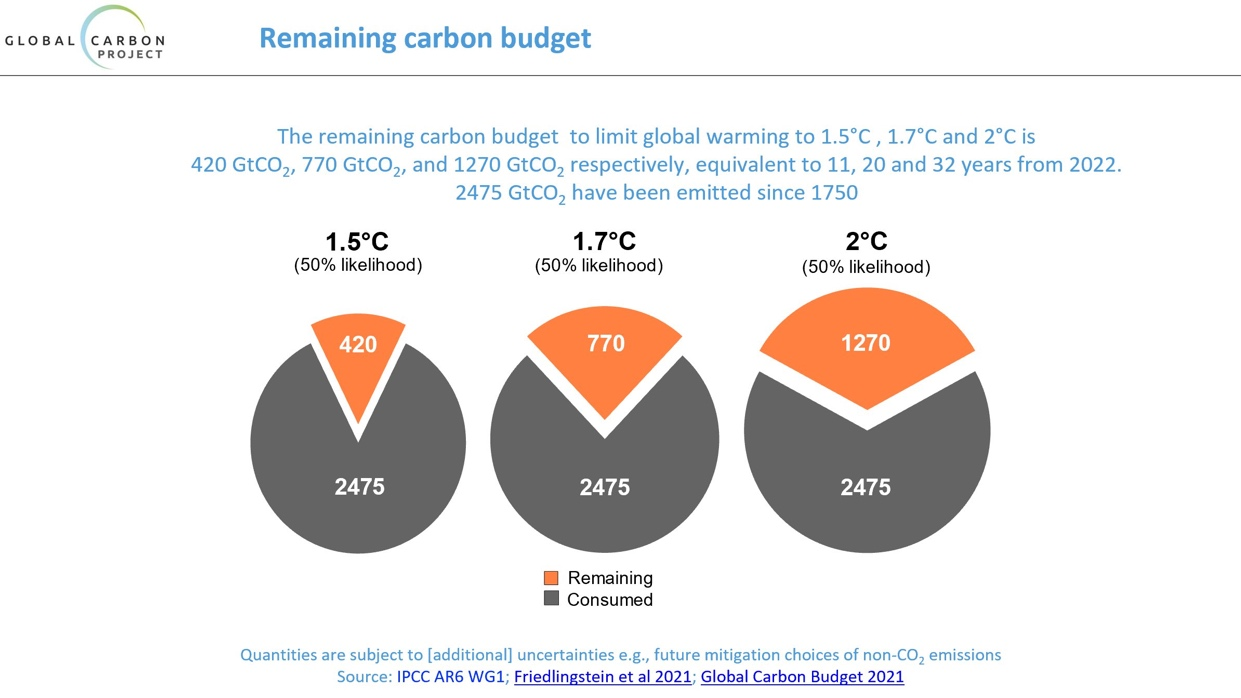 GLOBAL CARBON
PROJECT
Remaining carbon budget
The remaining carbon budget  to limit global warming to 1.5°C , 1.7°C and 2°C is
420 GtCO₂, 770 GtCO₂, and 1270 GtCO₂ respectively, equivalent to 11, 20 and 32 years from 2022.
2475 GtCO₂ have been emitted since 1750
1.5°C
(50% likelihood)
1.7°C
(50% likelihood)
2°C
(50% likelihood)
420
770
1270
2475
2475
2475
Remaining
Consumed
Quantities are subject to [additional] uncertainties e.g., future mitigation choices of non-CO₂ emissions
Source: IPCC AR6 WG1; Friedlingstein et al 2021; Global Carbon Budget 2021